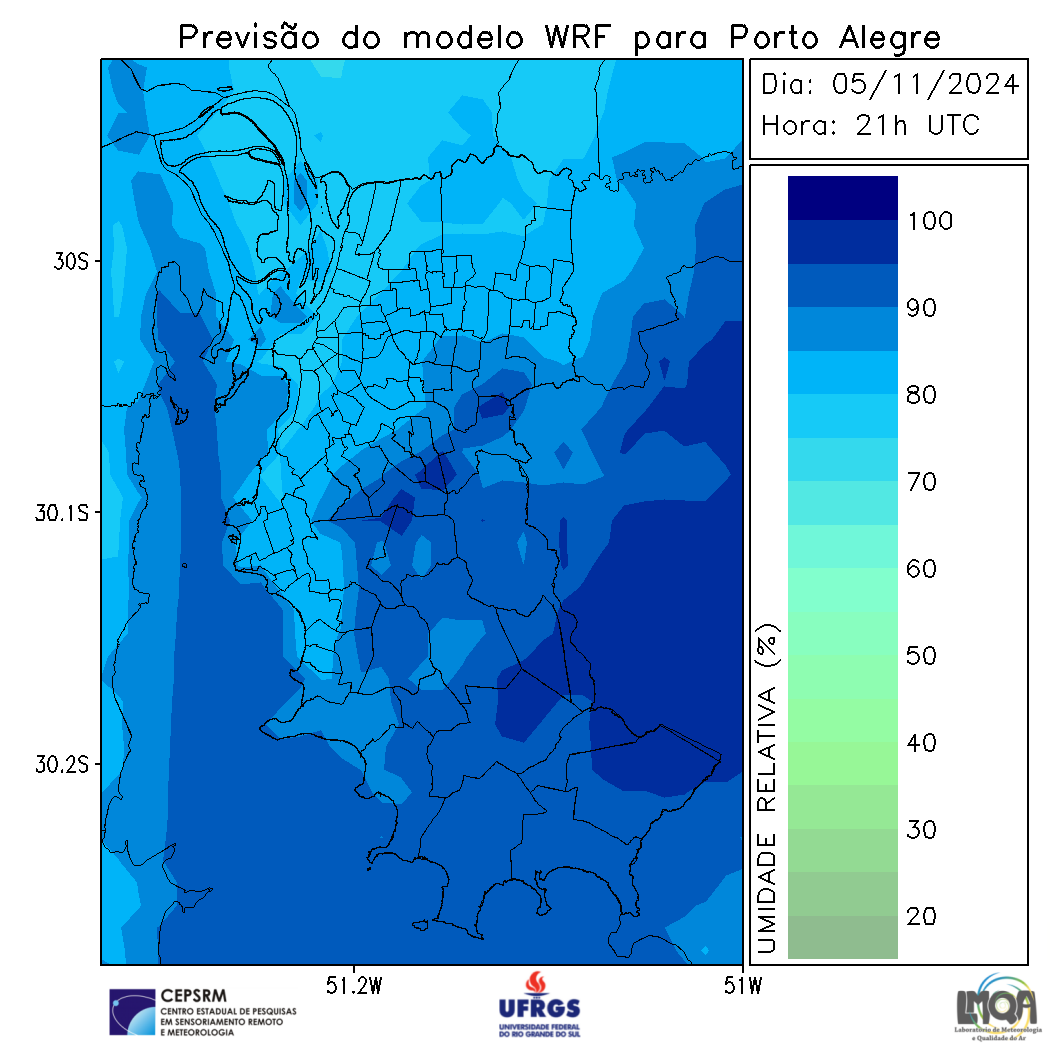 Previsão do modelo WRF para Porto Alegre
Dia: 05/11/2024
Hora: 21h UTC
30S
30.1S
30.2S
51.2W
51W
100
90
80
70
60
50
40
30
20
UMIDADE RELATIVA (%)
CEPSRM
CENTRO ESTADUAL DE PESQUISAS
EM SENSORIAMENTO REMOTO
E METEOROLOGIA
UFRGS
UNIVERSIDADE FEDERAL
DO RIO GRANDE DO SUL
LMQA
Laboratório de Meteorologia
e Qualidade do Ar